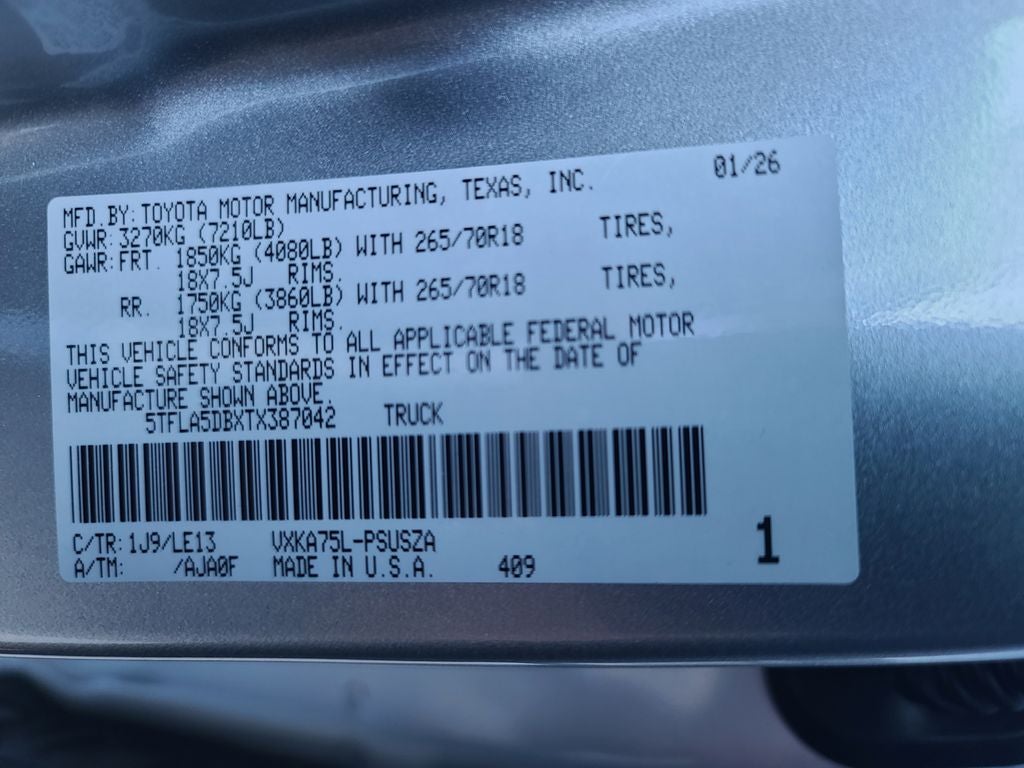 01/26
MFD.BY: TOYOTA MOTOR MANUFACTURING, TEXAS, INC.
GVWR: 3270KG (7210LB)
GAWR: FRT. 1850KG (4080LB) WITH 265/70R18 TIRES,
18X7.5J RIMS.
RR. 1750KG (3860LB) WITH 265/70R18 TIRES,
18X7.5J RIMS.
THIS VEHICLE CONFORMS TO ALL APPLICABLE FEDERAL MOTOR
VEHICLE SAFETY STANDARDS IN EFFECT ON THE DATE OF
MANUFACTURE SHOWN ABOVE.
5TFLA5DBXTX387042 TRUCK
C/TR: 1J9/LE13 VXKA75L-PSUSZA
A/TM: /AJA0F MADE IN U.S.A. 409
1